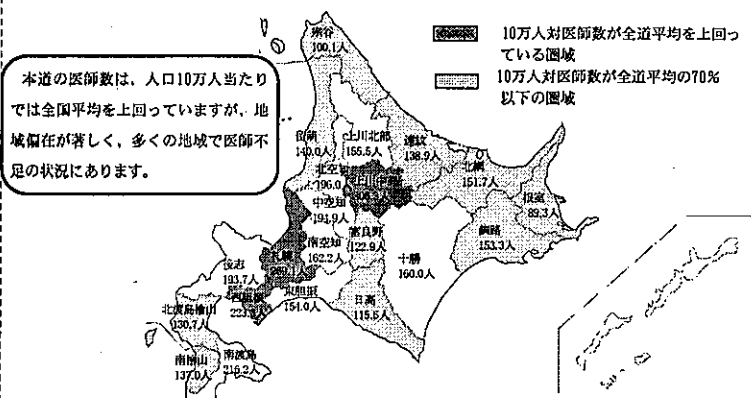 宗谷
100.1人
10万人対医師数が全道平均を上回っ
ている圏域
10万人対医師数が全道平均の70%
以下の圏域
本道の医師数は、人口10万人当たり
では全国平均を上回っていますが、地
域偏在が著しく、多くの地域で医師不
足の状況にあります。
留萌
140.0人
上川北部
155.5人
遠紋
138.9人
北網
151.7人
根室
89.3人
北空知
196.0人
上川中部
中空知
191.9人
富良野
122.9人
釧路
153.3人
南空知
162.2人
十勝
160.0人
札幌
後志
193.7人
西胆振
東胆振
154.0人
日高
115.5人
北渡島檜山
130.7人
南檜山
137.0人
南渡島
216.2人